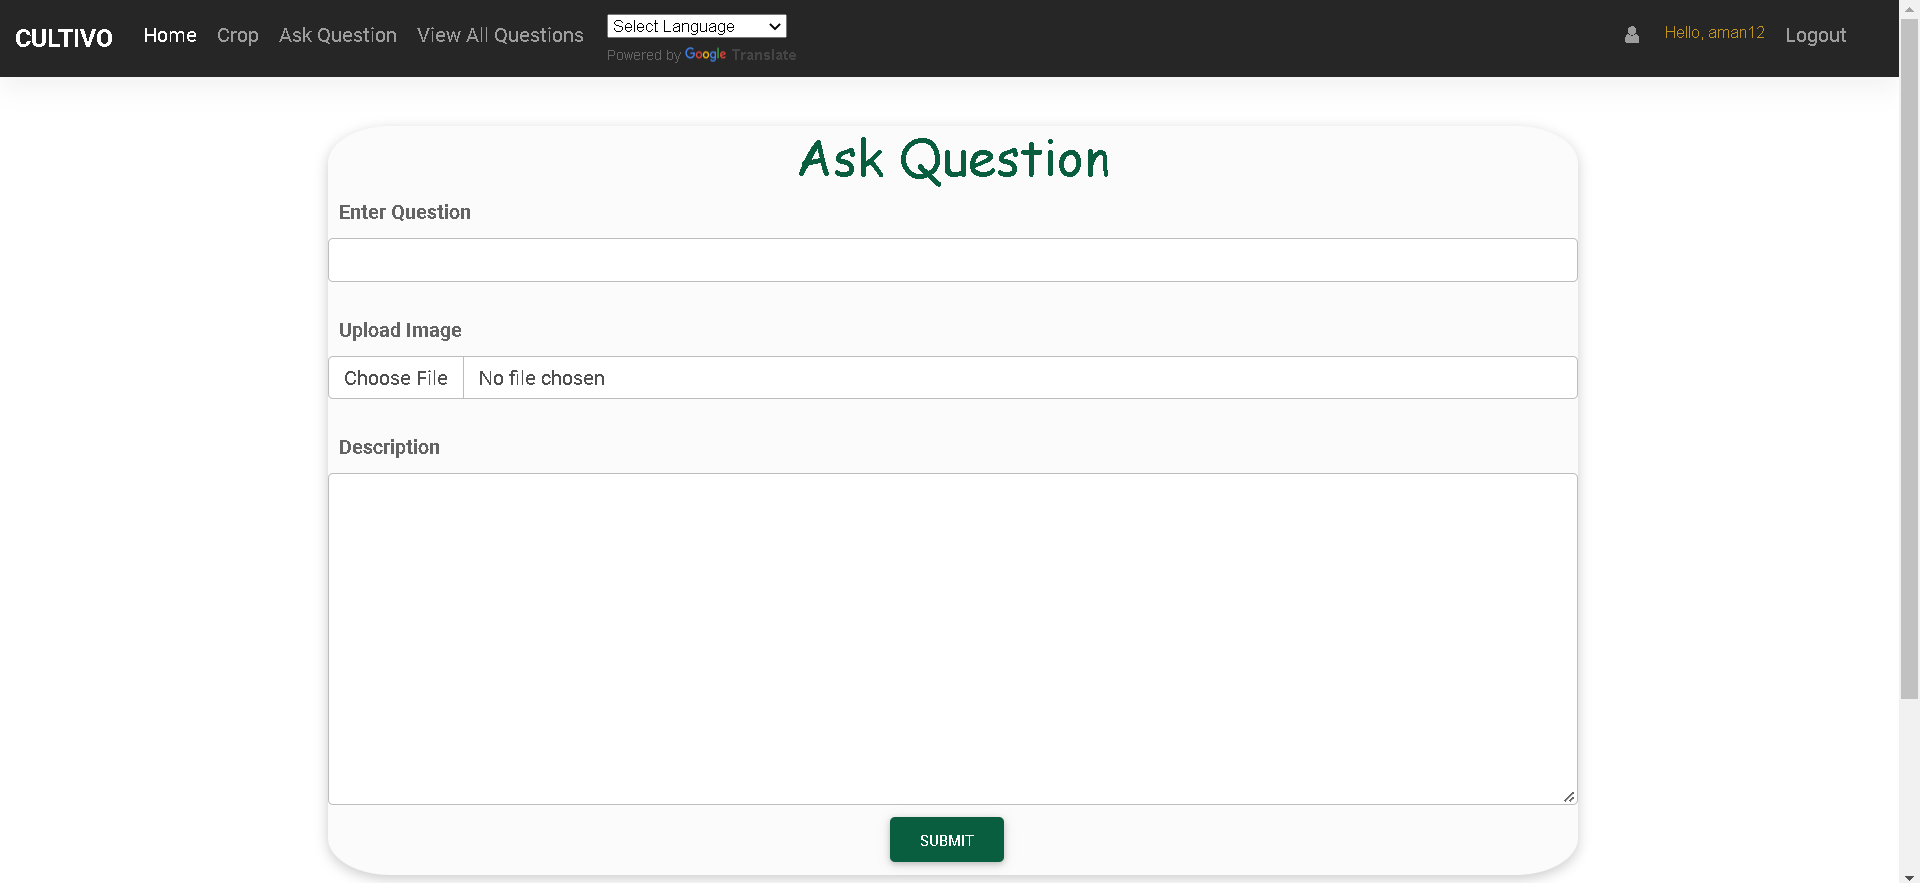 CULTIVO Home Crop Ask Question View All Questions Select Language Hello, aman12 Logout
Powered by Google Translate
Ask Question
Enter Question
Upload Image
Choose File No file chosen
Description
SUBMIT